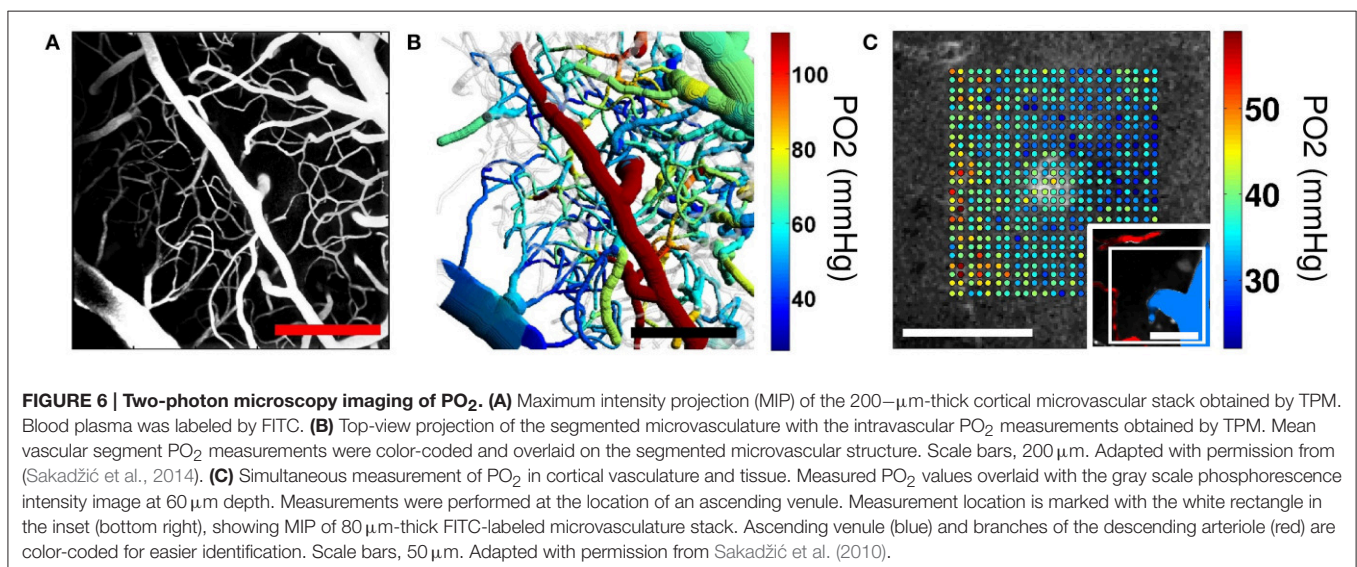 A
B
100
80
60
40
PO2 (mmHg)
C
50
40
30
PO2 (mmHg)
FIGURE 6 | Two-photon microscopy imaging of PO₂. (A) Maximum intensity projection (MIP) of the 200−μm-thick cortical microvascular stack obtained by TPM.
Blood plasma was labeled by FITC. (B) Top-view projection of the segmented microvasculature with the intravascular PO₂ measurements obtained by TPM. Mean
vascular segment PO₂ measurements were color-coded and overlaid on the segmented microvascular structure. Scale bars, 200 μm. Adapted with permission from
(Sakadžić et al., 2014). (C) Simultaneous measurement of PO₂ in cortical vasculature and tissue. Measured PO₂ values overlaid with the gray scale phosphorescence
intensity image at 60 μm depth. Measurements were performed at the location of an ascending venule. Measurement location is marked with the white rectangle in
the inset (bottom right), showing MIP of 80 μm-thick FITC-labeled microvasculature stack. Ascending venule (blue) and branches of the descending arteriole (red) are
color-coded for easier identification. Scale bars, 50 μm. Adapted with permission from Sakadžić et al. (2010).